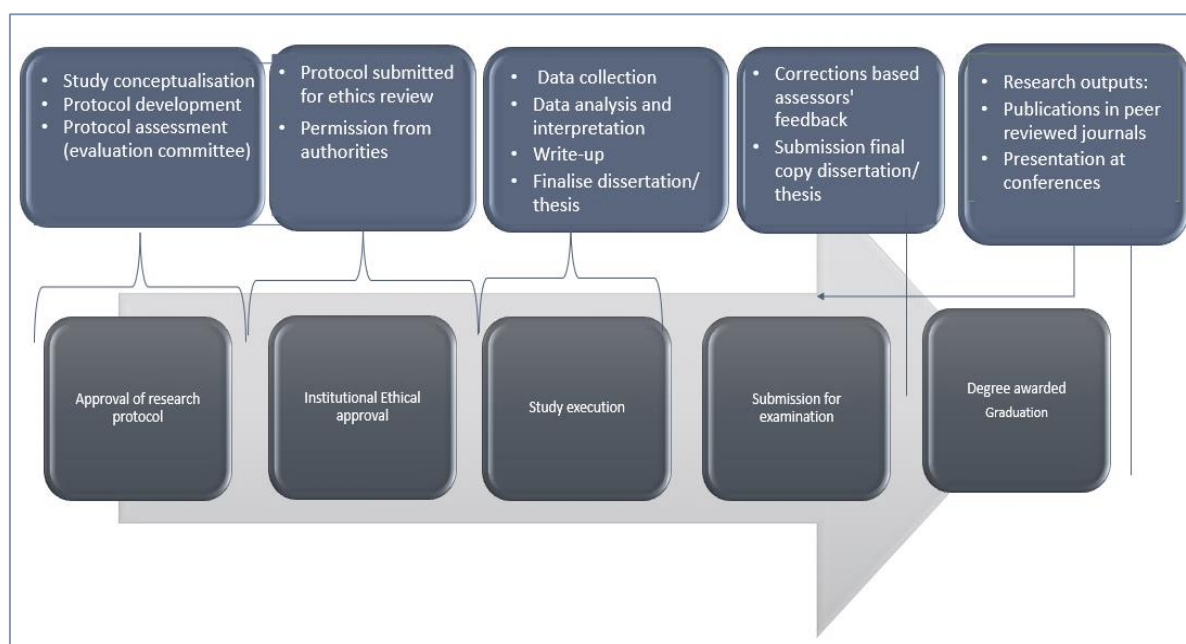 • Study conceptualisation
• Protocol development
• Protocol assessment
(evaluation committee)
• Protocol submitted
for ethics review
• Permission from
authorities
• Data collection
• Data analysis and
interpretation
• Write-up
• Finalise dissertation/
thesis
• Corrections based
assessors'
feedback
• Submission final
copy dissertation/
thesis
• Research outputs:
• Publications in peer
reviewed journals
• Presentation at
conferences
Approval of research
protocol
Institutional Ethical
approval
Study execution
Submission for
examination
Degree awarded
Graduation